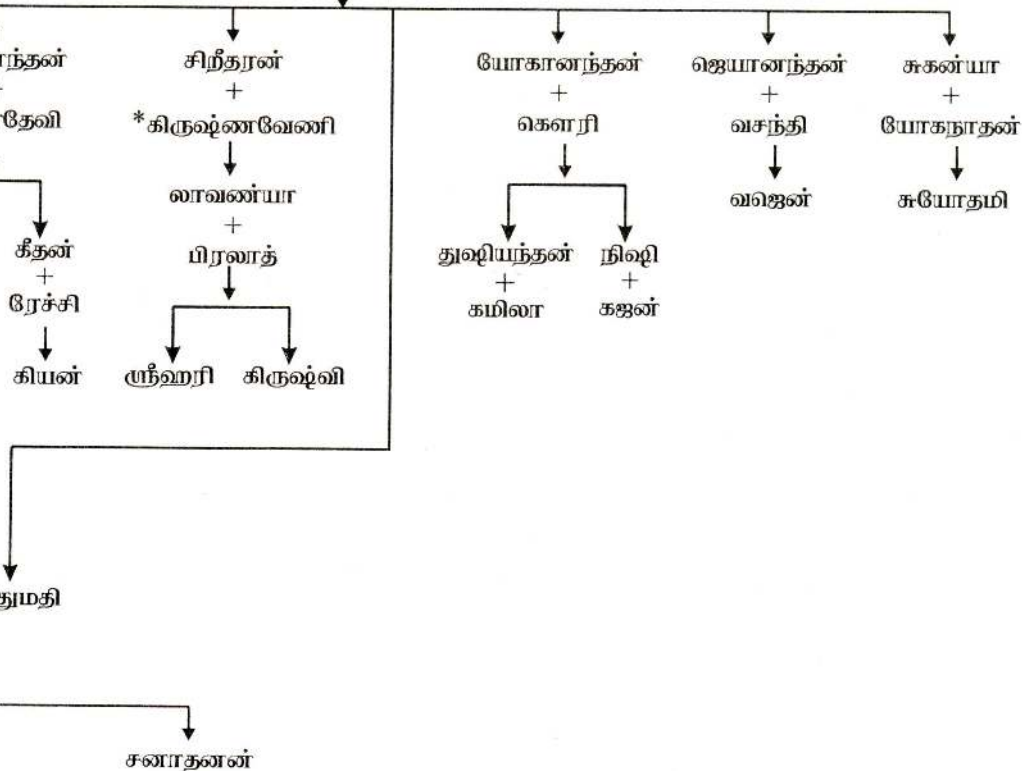 சிறீதரன் யோகானந்தன் ஜெயானந்தன் சுகன்யா
+ + + +
தேவி *கிருஷ்ணவேணி கௌரி வசந்தி யோகநாதன்
லாவண்யா வஜென் சுயோதமி
+
கீதன் பிரலாத் துஷியந்தன் நிஷி
+ + +
ரேச்சி கமிலா கஜன்
கியன் ஸ்ரீஹரி கிருஷ்வி
துமதி
சனாதனன்